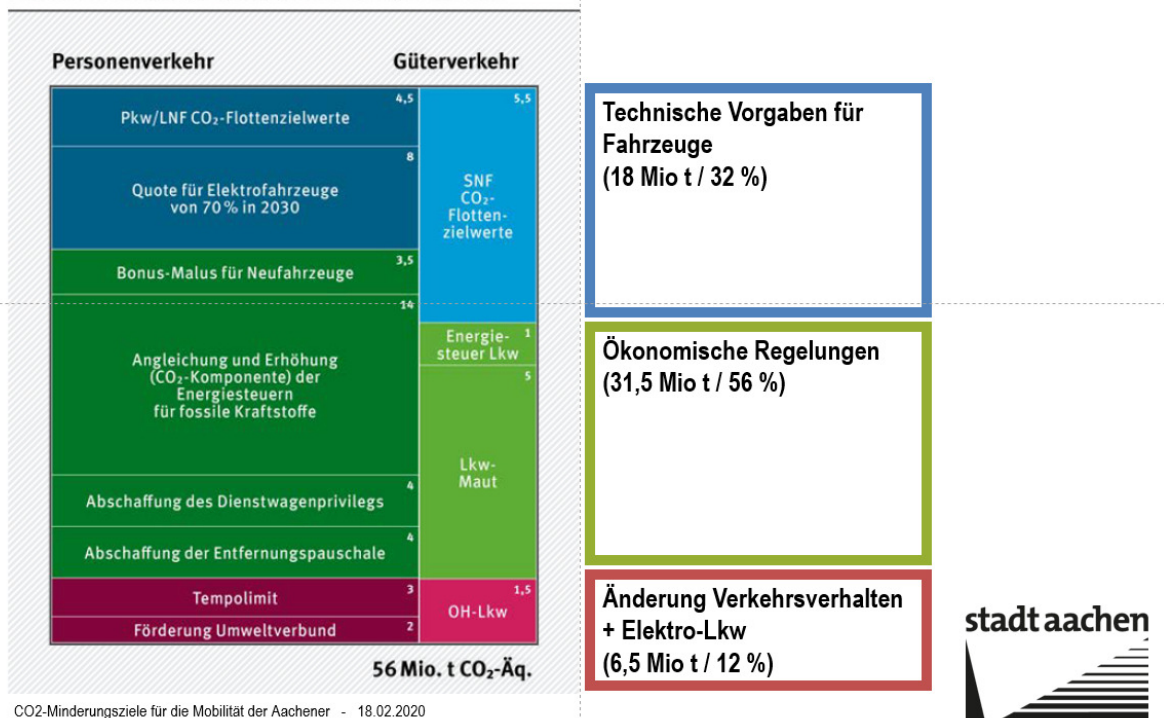 Personenverkehr
Güterverkehr
4,5
Pkw/LNF CO₂-Flottenzielwerte
8
Quote für Elektrofahrzeuge
von 70% in 2030
3,5
Bonus-Malus für Neufahrzeuge
14
Angleichung und Erhöhung
(CO₂-Komponente) der
Energiesteuern
für fossile Kraftstoffe
4
Abschaffung des Dienstwagenprivilegs
4
Abschaffung der Entfernungspauschale
3
Tempolimit
2
Förderung Umweltverbund
5,5
SNF
CO₂-
Flotten-
zielwerte
1
Energie-
steuer Lkw
5
Lkw-
Maut
1,5
OH-Lkw
56 Mio. t CO₂-Äq.
Technische Vorgaben für
Fahrzeuge
(18 Mio t / 32 %)
Ökonomische Regelungen
(31,5 Mio t / 56 %)
Änderung Verkehrsverhalten
+ Elektro-Lkw
(6,5 Mio t / 12 %)
stadt aachen
CO2-Minderungsziele für die Mobilität der Aachener - 18.02.2020